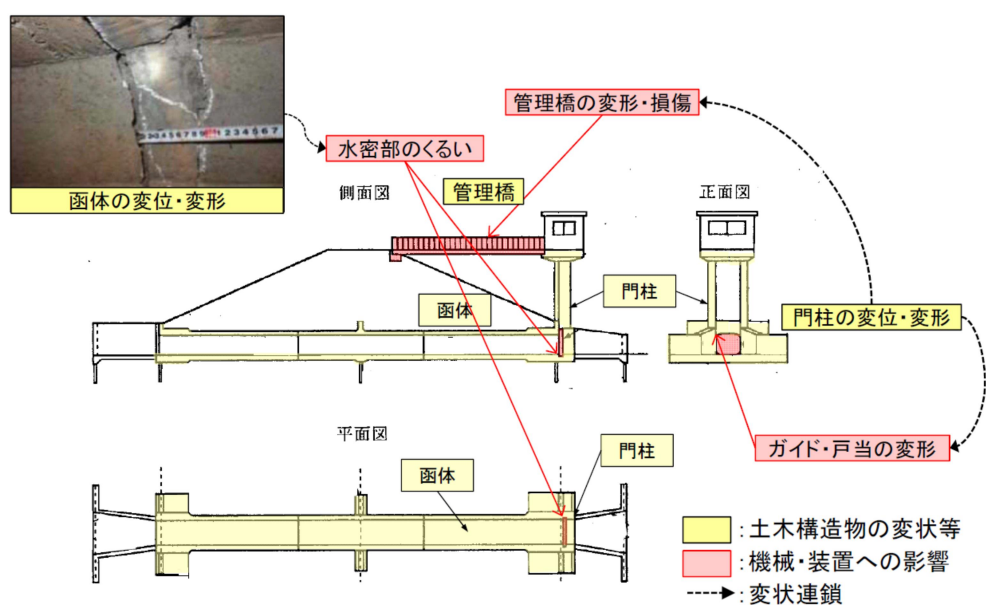 管理橋の変形・損傷
水密部のくるい
函体の変位・変形
側面図
管理橋
正面図
門柱
函体
門柱の変位・変形
平面図
門柱
ガイド・戸当の変形
函体
:土木構造物の変状等
:機械・装置への影響
:変状連鎖